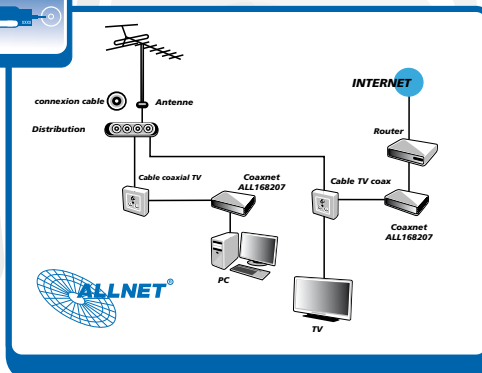 INTERNET
connexion cable
Antenne
Distribution
Router
Cable coaxial TV
Coaxnet
ALL168207
Cable TV coax
Coaxnet
ALL168207
PC
ALLNET®
TV